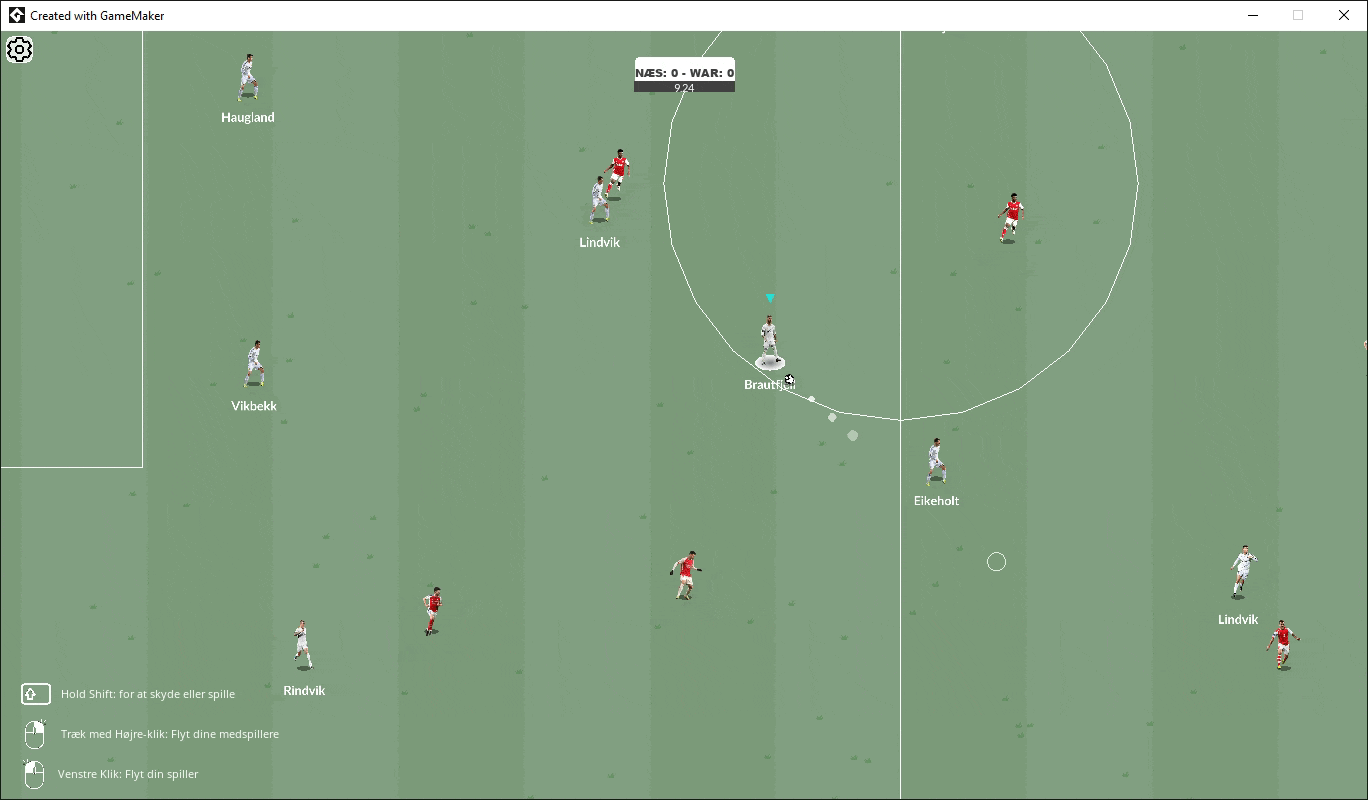 Created with GameMaker
NÆS: 0 - WAR: 0
9.24
Haugland
Lindvik
Vikbekk
Brautfjell
Eikeholt
Lindvik
Rindvik
Hold Shift: for at skyde eller spille
Træk med Højre-klik: Flyt dine medspillere
Venstre Klik: Flyt din spiller